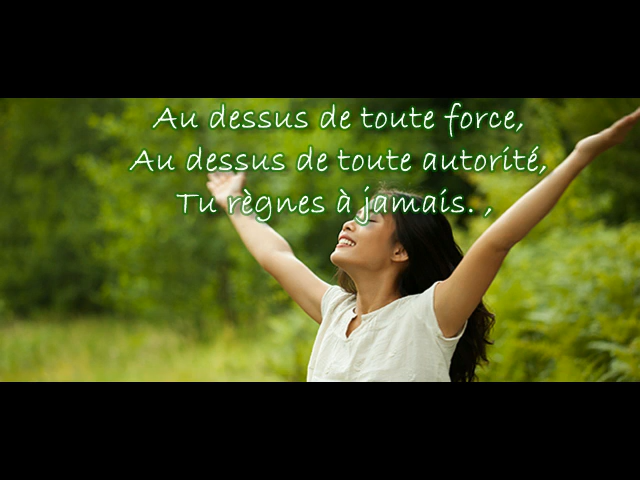 Au dessus de toute force,
Au dessus de toute autorité,
Tu règnes à jamais. ,